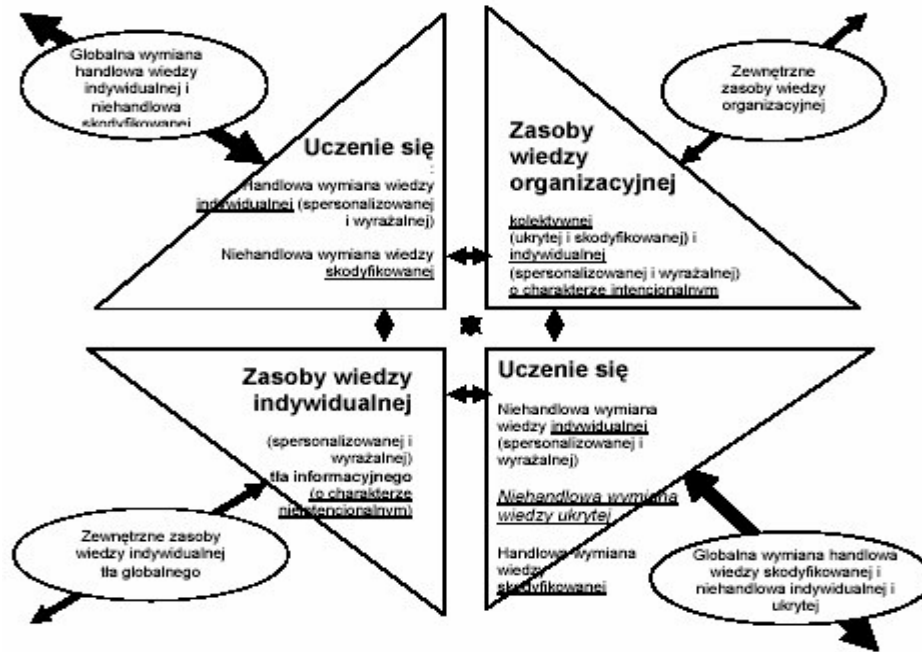 Globalna wymiana
handlowa wiedzy
indywidualnej i
niehandlowa
skodyfikowanej
Uczenie się
:
Handlowa wymiana wiedzy
indywidualnej (spersonalizowanej
i wyrażalnej)
Niehandlowa wymiana wiedzy
skodyfikowanej
Zasoby
wiedzy
organizacyjnej
kolektywnej
(ukrytej i skodyfikowanej) i
indywidualnej
(spersonalizowanej i wyrażalnej)
o charakterze intencjonalnym
Zewnętrzne
zasoby wiedzy
organizacyjnej
Zasoby wiedzy
indywidualnej
(spersonalizowanej i
wyrażalnej)
tła informacyjnego
(o charakterze
nieintencjonalnym)
Zewnętrzne zasoby
wiedzy indywidualnej
tła globalnego
Uczenie się
Niehandlowa wymiana
wiedzy indywidualnej
(spersonalizowanej i
wyrażalnej)
Niehandlowa wymiana
wiedzy ukrytej
Handlowa wymiana
wiedzy
skodyfikowanej
Globalna wymiana handlowa
wiedzy skodyfikowanej i
niehandlowa indywidualnej i
ukrytej